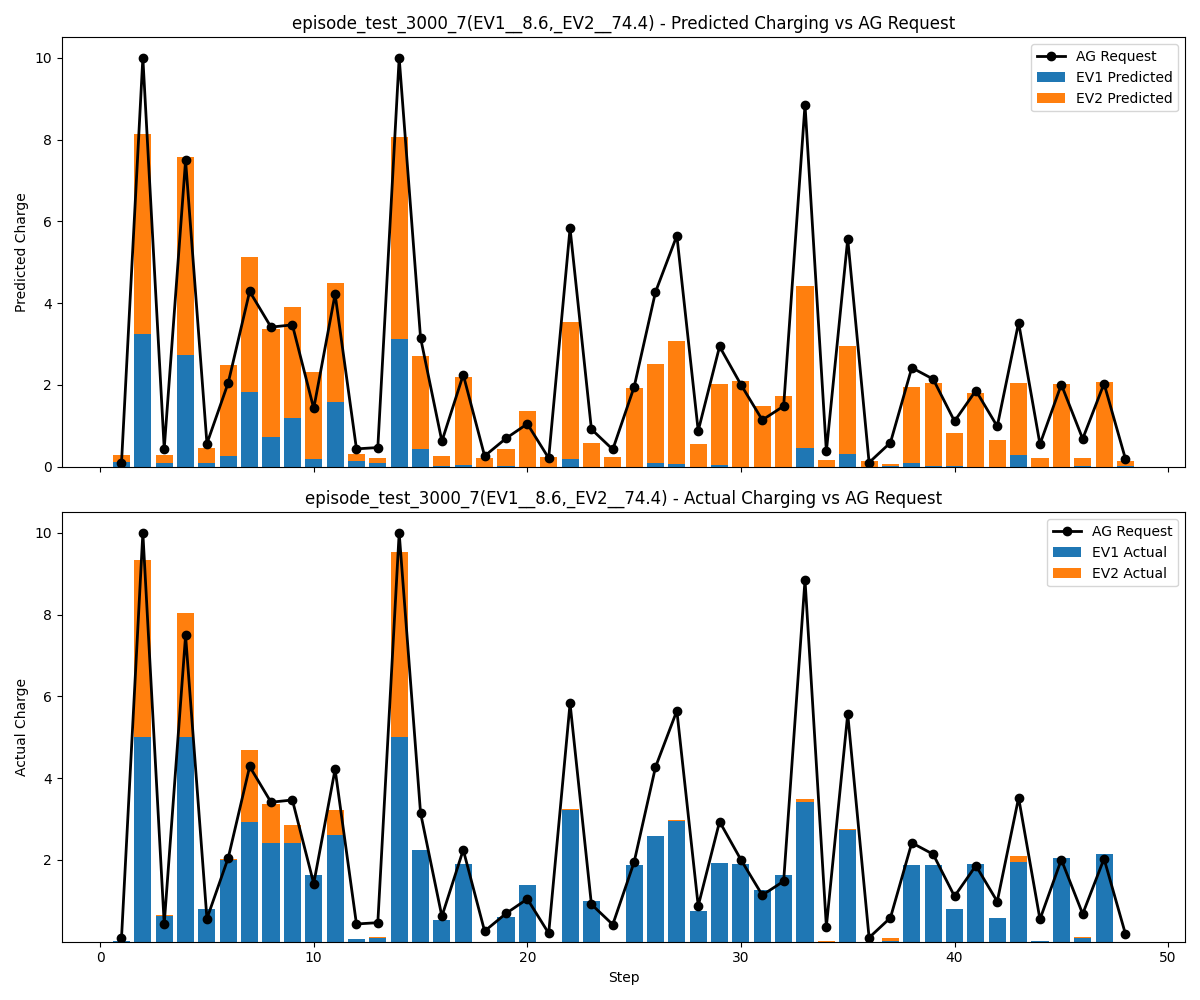 episode_test_3000_7(EV1__8.6,_EV2__74.4) - Predicted Charging vs AG Request
10
8
6
4
2
0
Predicted Charge
AG Request
EV1 Predicted
EV2 Predicted
episode_test_3000_7(EV1__8.6,_EV2__74.4) - Actual Charging vs AG Request
10
8
6
4
2
Actual Charge
AG Request
EV1 Actual
EV2 Actual
0 10 20 30 40 50
Step